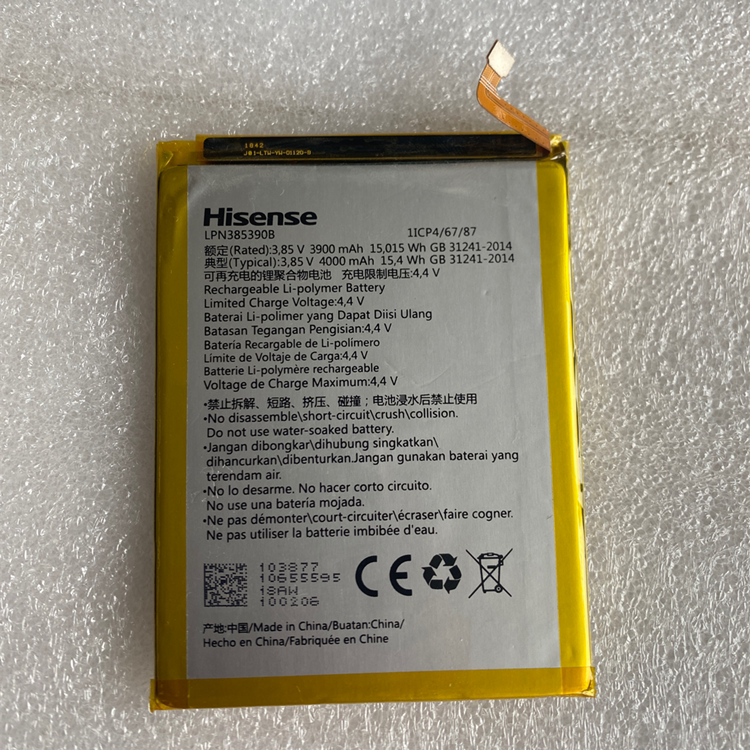 1842
J01-LTW-YW-01120-B
Hisense
LPN385390B 1ICP4/67/87
额定(Rated):3,85 V 3900 mAh 15,015 Wh GB 31241-2014
典型(Typical):3,85 V 4000 mAh 15,4 Wh GB 31241-2014
可再充电的锂聚合物电池 充电限制电压:4,4 V
Rechargeable Li-polymer Battery
Limited Charge Voltage:4,4 V
Baterai Li-polimer yang Dapat Diisi Ulang
Batasan Tegangan Pengisian:4,4 V
Batería Recargable de Li-polímero
Límite de Voltaje de Carga:4,4 V
Batterie Li-polymère rechargeable
Voltage de Charge Maximum:4,4 V
•禁止拆解、短路、挤压、碰撞；电池浸水后禁止使用
•No disassemble\short-circuit\crush\collision.
Do not use water-soaked battery.
•Jangan dibongkar\dihubung singkatkan\
dihancurkan\dibenturkan.Jangan gunakan baterai yang
terendam air.
•No lo desarme. No hacer corto circuito.
No use una batería mojada.
•Ne pas démonter\court-circuiter\écraser\faire cogner.
Ne pas utiliser la batterie imbibée d'eau.
103877
10655595
18AW
100206
CE
产地:中国/Made in China/Buatan:China/
Hecho en China/Fabriquée en Chine